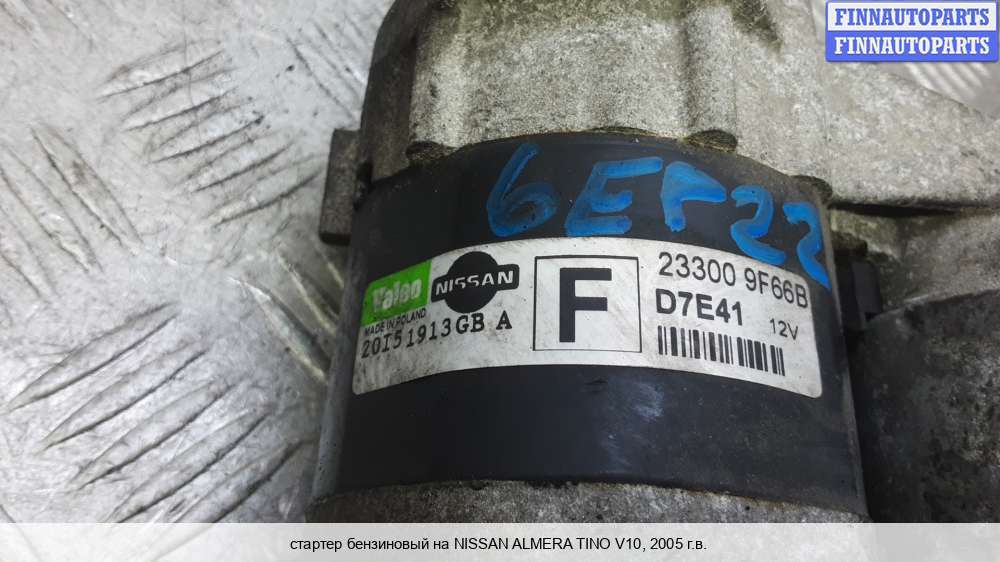 FINNAUTOPARTS
FINNAUTOPARTS
6EF22
Valeo
NISSAN
MADE IN POLAND
20I51913GB A
F
23300 9F66B
D7E41 12V
стартер бензиновый на NISSAN ALMERA TINO V10, 2005 г.в.